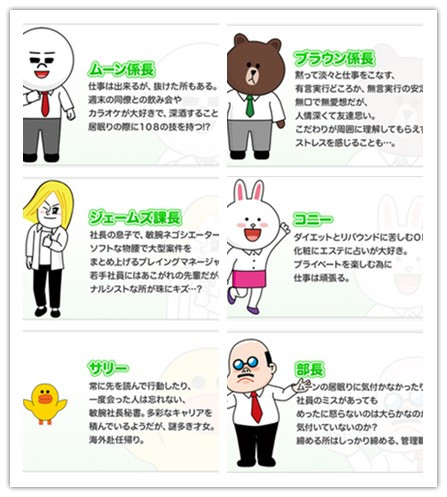 ムーン係長
仕事は出来るが、抜けた所もある。
週末の同僚との飲み会や
カラオケが大好きで、深酒すること
居眠りの際に108の技を持つ!?
ブラウン係長
黙って淡々と仕事をこなす、
有言実行どころか、無言実行の安定
無口で無愛想だが、
人情深くて友達思い。
こだわりが周囲に理解してもらえず
ストレスを感じることも…。
ジェームズ課長
社長の息子で、敏腕ネゴシエーター
ソフトな物腰で大型案件を
まとめ上げるプレイングマネージャ
若手社員にはあこがれの先輩だが
ナルシストな所が珠にキズ…?
コニー
ダイエットとリバウンドに苦しむO
化粧にエステに占いが大好き。
プライベートを楽しむ為に
仕事は頑張る。
サリー
常に先を読んで行動したり、
一度会った人は忘れない、
敏腕社長秘書。多彩なキャリアを
積んでいるようだが、謎多き才女。
海外赴任帰り。
部長
ムーンの居眠りに気付かなかったり
社員のミスがあっても
めったに怒らないのは大らかなのか
気付いていないのか?
締める所はしっかり締める、管理職